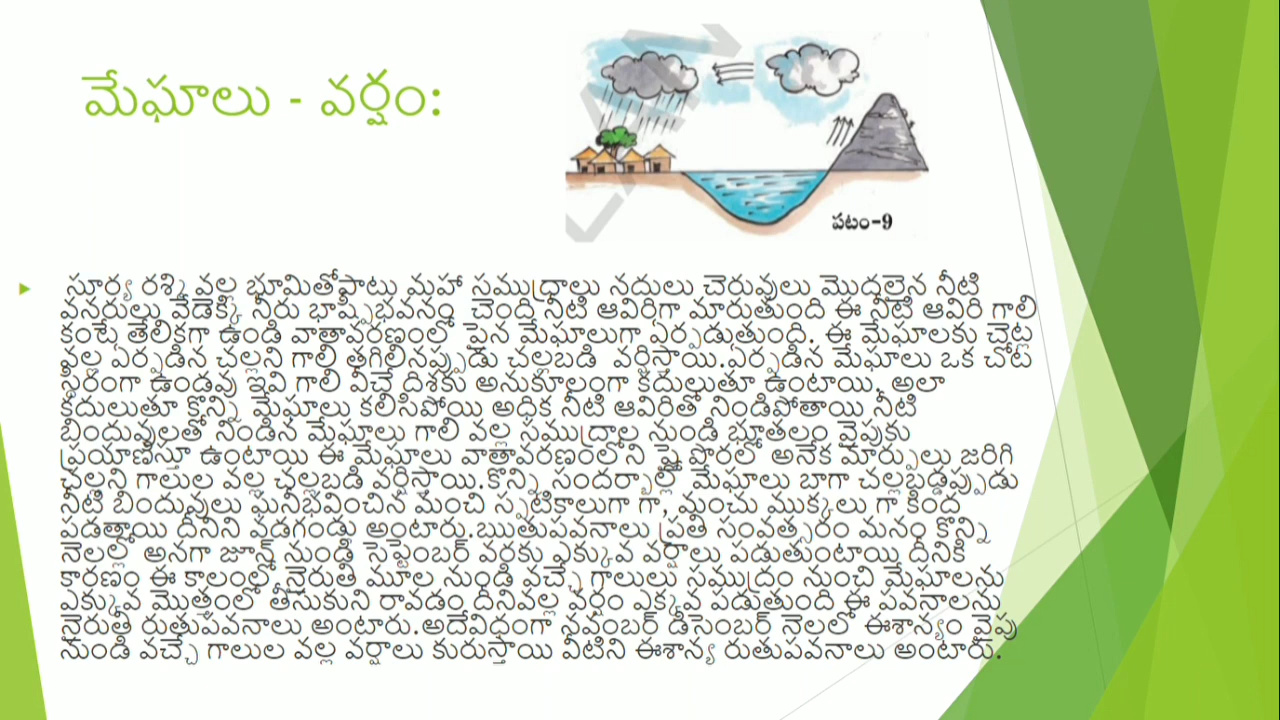 మేఘాలు - వర్షం:
పటం-9
సూర్య రశ్మి వల్ల భూమితోపాటు మహా సముద్రాలు నదులు చెరువులు మొదలైన నీటి
వనరులు వేడెక్కి నీరు భాష్పీభవనం చెంది నీటి ఆవిరిగా మారుతుంది ఈ నీటి ఆవిరి గాలి
కంటే తేలికగా ఉండి వాతావరణంలో పైన మేఘాలుగా ఏర్పడుతుంది. ఈ మేఘాలకు చెట్ల
వల్ల ఏర్పడిన చల్లని గాలి తగిలినప్పుడు చల్లబడి వర్షిస్తాయి.ఏర్పడిన మేఘాలు ఒక చోట
స్థిరంగా ఉండవు ఇవి గాలి వీచే దిశకు అనుకూలంగా కదులుతూ ఉంటాయి. అలా
కదులుతూ కొన్ని మేఘాలు కలిసిపోయి అధిక నీటి ఆవిరితో నిండిపోతాయి నీటి
బిందువులతో నిండిన మేఘాలు గాలి వల్ల సముద్రాల నుండి భూతలం వైపుకు
ప్రయాణిస్తూ ఉంటాయి ఈ మేఘాలు వాతావరణంలోని పై పొరలో అనేక మార్పులు జరిగి
చల్లని గాలుల వల్ల చల్లబడి వర్షిస్తాయి.కొన్ని సందర్భాల్లో మేఘాలు బాగా చల్లబడ్డప్పుడు
నీటి బిందువులు ఘనీభవించిన మంచి స్పటికాలుగా గా, మంచు ముక్కలు గా కింద
పడతాయి దీనిని వడగండ్లు అంటారు.ఋతుపవనాలు ప్రతి సంవత్సరం మనం కొన్ని
నెలల్లో అనగా జూన్ నుండి సెప్టెంబర్ వరకు ఎక్కువ వర్షాలు పడుతుంటాయి దీనికి
కారణం ఈ కాలంలో నైరుతి మూల నుండి వచ్చే గాలులు సముద్రం నుంచి మేఘాలను
ఎక్కువ మొత్తంలో తీసుకుని రావడం దీనివల్ల వర్షం ఎక్కువ పడుతుంది ఈ పవనాలను
నైరుతి రుతుపవనాలు అంటారు.అదేవిధంగా నవంబర్ డిసెంబర్ నెలలో ఈశాన్యం వైపు
నుండి వచ్చే గాలుల వల్ల వర్షాలు కురుస్తాయి వీటిని ఈశాన్య రుతుపవనాలు అంటారు.